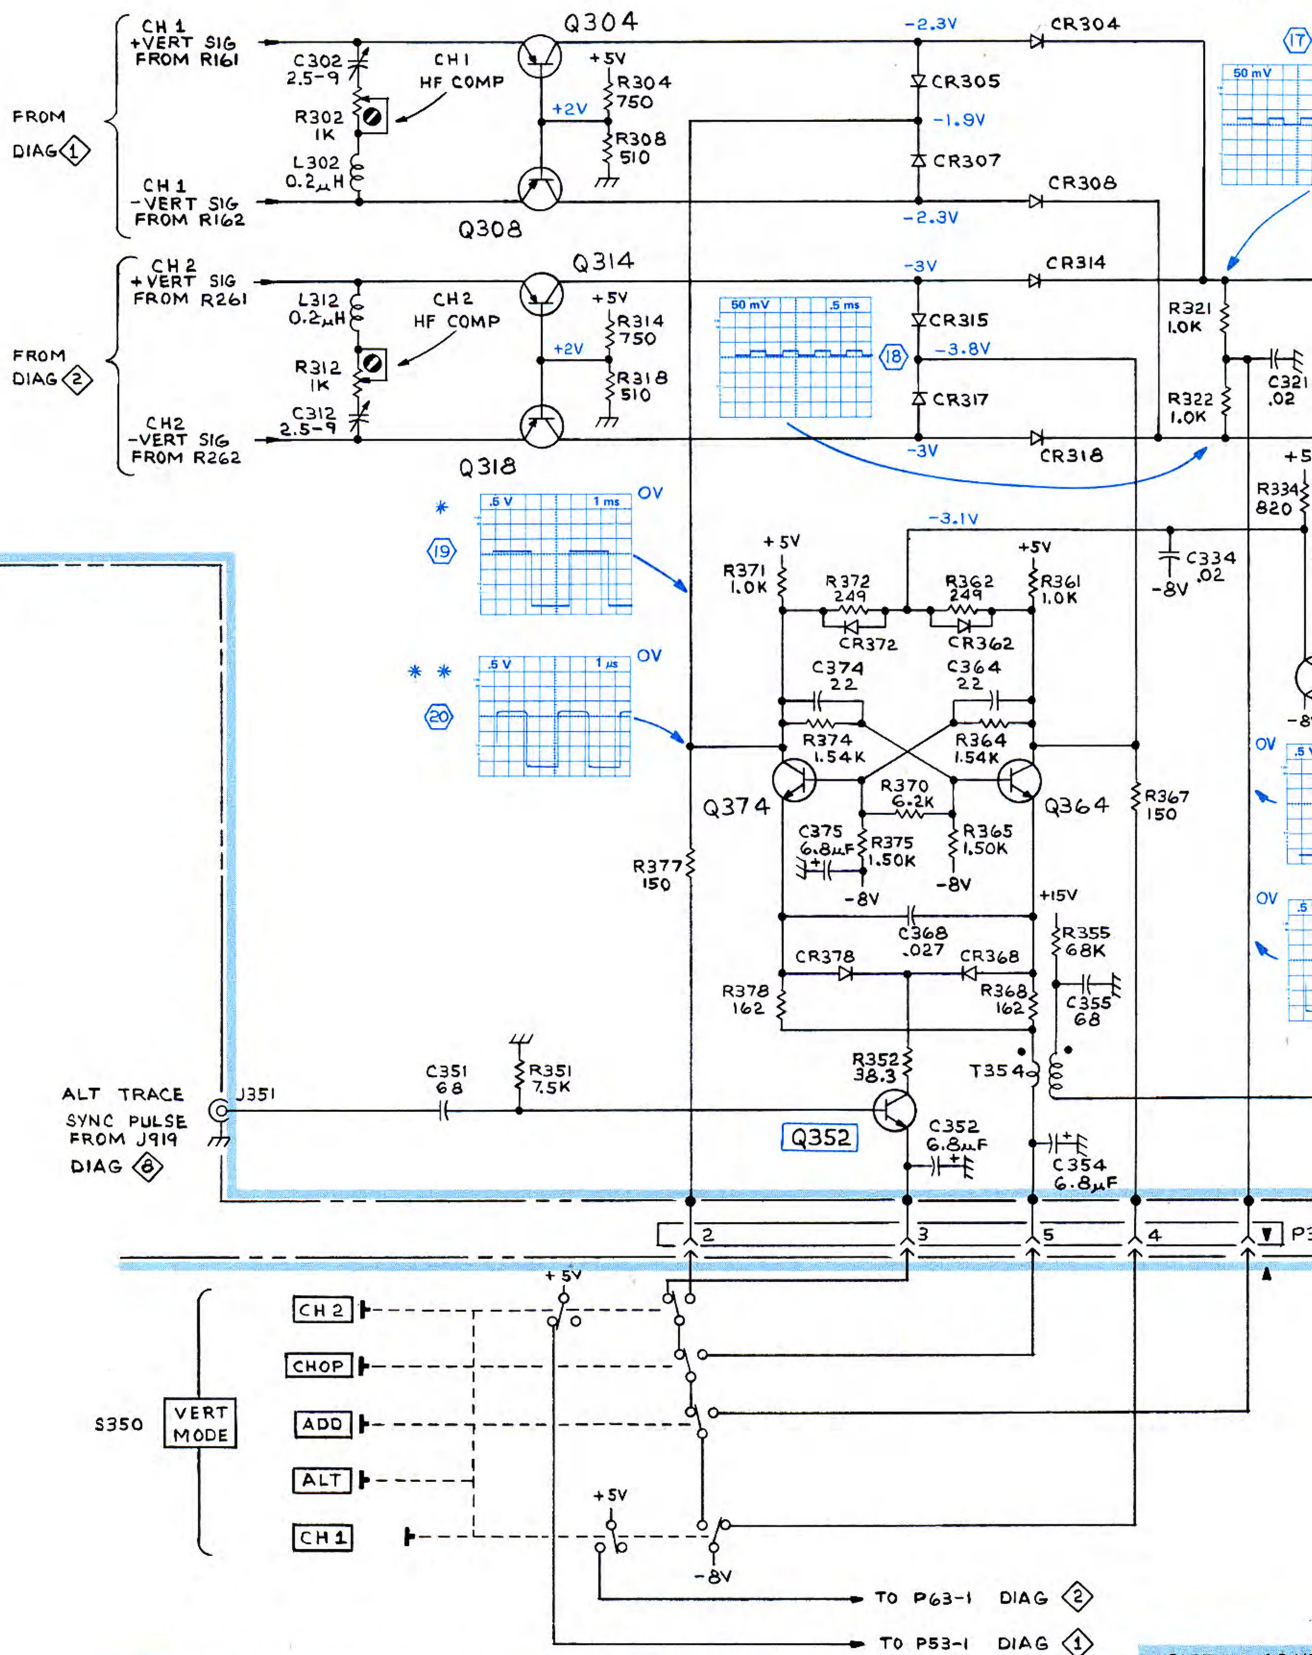 CH 1
+VERT SIG
FROM R161
C302
2.5-9
CH1
HF COMP
R302
1K
L302
0.2μH
FROM
DIAG 1
CH 1
-VERT SIG
FROM R162
Q304
+5V
R304
750
+2V
R308
510
Q308
-2.3V
CR304
CR305
-1.9V
CR307
CR308
-2.3V
17
50 mV
CH 2
+VERT SIG
FROM R261
L312
0.2μH
CH2
HF COMP
FROM
DIAG 2
R312
1K
C312
2.5-9
CH2
-VERT SIG
FROM R262
Q314
+5V
R314
750
+2V
R318
510
Q318
-3V
CR314
50 mV .5 ms
CR315
18
-3.8V
CR317
-3V
CR318
R321
1.0K
C321
.02
R322
1.0K
+5
R334
820
*
19
.5 V 1 ms
OV
* *
20
.5 V 1 μs
OV
-3.1V
+5V
R371
1.0K
R372
249
R362
249
+5V
R361
1.0K
C334
.02
-8V
CR372
CR362
C374
22
C364
22
R374
1.54K
R364
1.54K
Q374
R370
6.2K
Q364
R367
150
-8
OV
.5 V
C375
6.8μF
R375
1.50K
R365
1.50K
-8V
-8V
R377
150
C368
.027
+15V
R355
68K
OV
.5
CR378
CR368
R378
162
R368
162
C355
68
R352
38.3
T354
ALT TRACE
SYNC PULSE
FROM J919
DIAG 8
J351
C351
68
R351
7.5K
Q352
C352
6.8μF
C354
6.8μF
2
3
5
4
P3
S350
VERT
MODE
CH 2
+5V
CHOP
ADD
ALT
CH 1
+5V
-8V
TO P63-1 DIAG 2
TO P53-1 DIAG 1